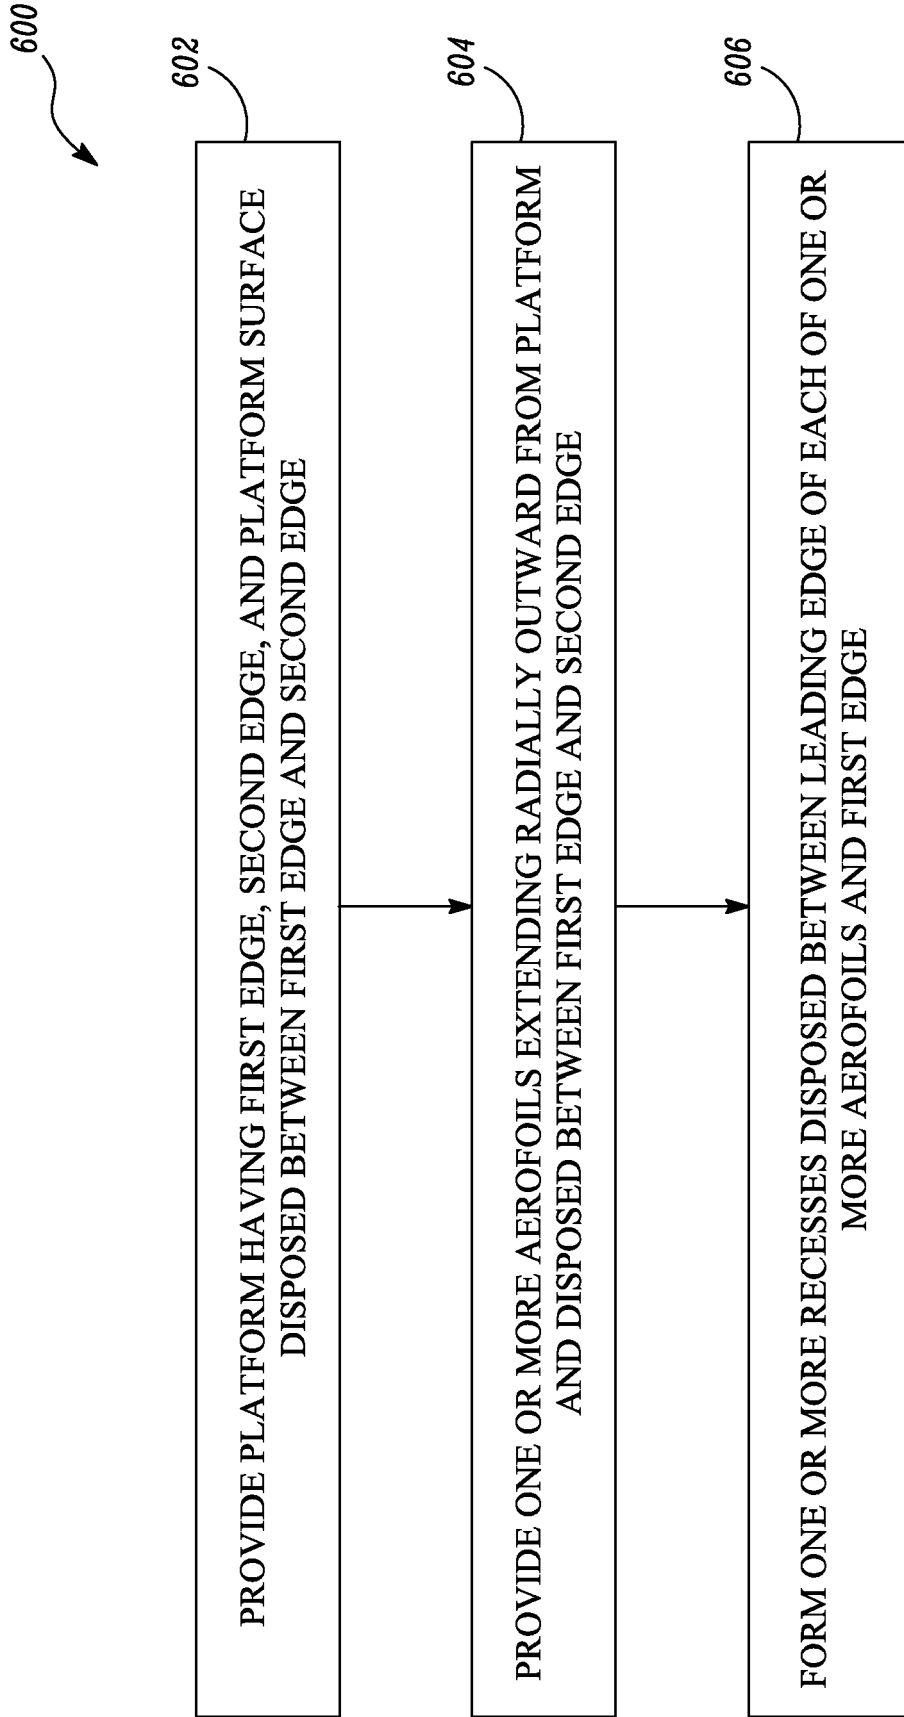 600
602
PROVIDE PLATFORM HAVING FIRST EDGE, SECOND EDGE, AND PLATFORM SURFACE
DISPOSED BETWEEN FIRST EDGE AND SECOND EDGE
604
PROVIDE ONE OR MORE AEROFOILS EXTENDING RADIALLY OUTWARD FROM PLATFORM
AND DISPOSED BETWEEN FIRST EDGE AND SECOND EDGE
606
FORM ONE OR MORE RECESSES DISPOSED BETWEEN LEADING EDGE OF EACH OF ONE OR
MORE AEROFOILS AND FIRST EDGE